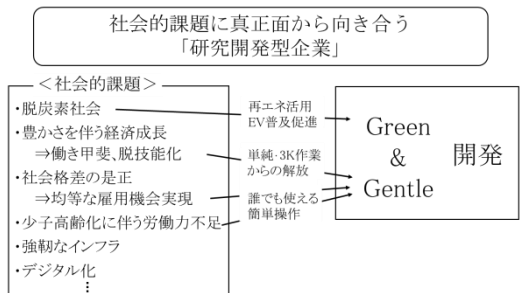 社会的課題に真正面から向き合う
「研究開発型企業」
＜社会的課題＞
・脱炭素社会
・豊かさを伴う経済成長
⇒働き甲斐、脱技能化
・社会格差の是正
⇒均等な雇用機会実現
・少子高齢化に伴う労働力不足
・強靱なインフラ
・デジタル化
⋮
再エネ活用
EV普及促進
単純・3K作業
からの解放
誰でも使える
簡単操作
Green
&
Gentle
開発